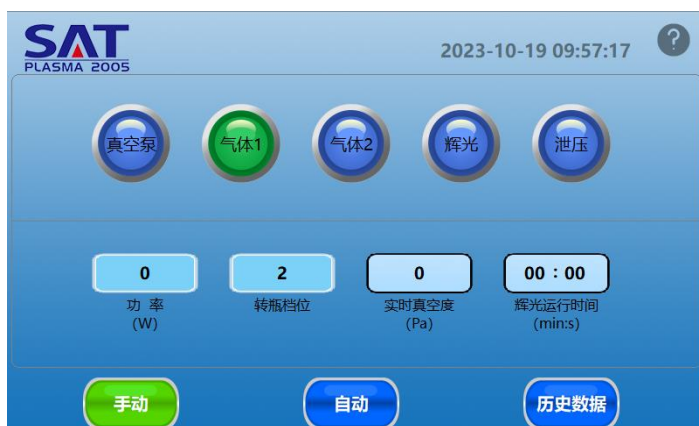 SAT
PLASMA 2005
2023-10-19 09:57:17
?
真空泵
气体1
气体2
辉光
泄压
0
2
0
00：00
功 率
(W)
转瓶档位
实时真空度
(Pa)
辉光运行时间
(min:s)
手动
自动
历史数据